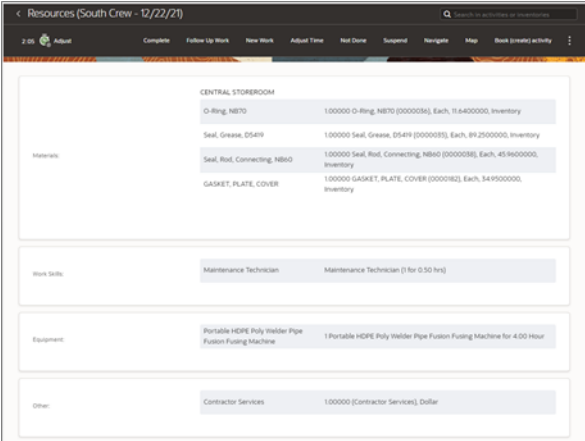 < Resources (South Crew - 12/22/21)
Search in activities or inventories
2:05 Adjust Complete Follow Up Work New Work Adjust Time Not Done Suspend Navigate Map Book (create) activity
CENTRAL STOREROOM
Materials:
O-Ring, NB70 1.00000 O-Ring, NB70 (0000036), Each, 11.6400000, Inventory
Seal, Grease, D5419 1.00000 Seal, Grease, D5419 (0000035), Each, 89.2500000, Inventory
Seal, Rod, Connecting, NB60 1.00000 Seal, Rod, Connecting, NB60 (0000038), Each, 45.9600000,
Inventory
GASKET, PLATE, COVER 1.00000 GASKET, PLATE, COVER (0000182), Each, 34.9500000,
Inventory
Work Skills: Maintenance Technician Maintenance Technician (1 for 0.50 hrs)
Equipment: Portable HDPE Poly Welder Pipe
Fusion Fusing Machine 1 Portable HDPE Poly Welder Pipe Fusion Fusing Machine for 4.00 Hour
Other: Contractor Services 1.00000 (Contractor Services), Dollar